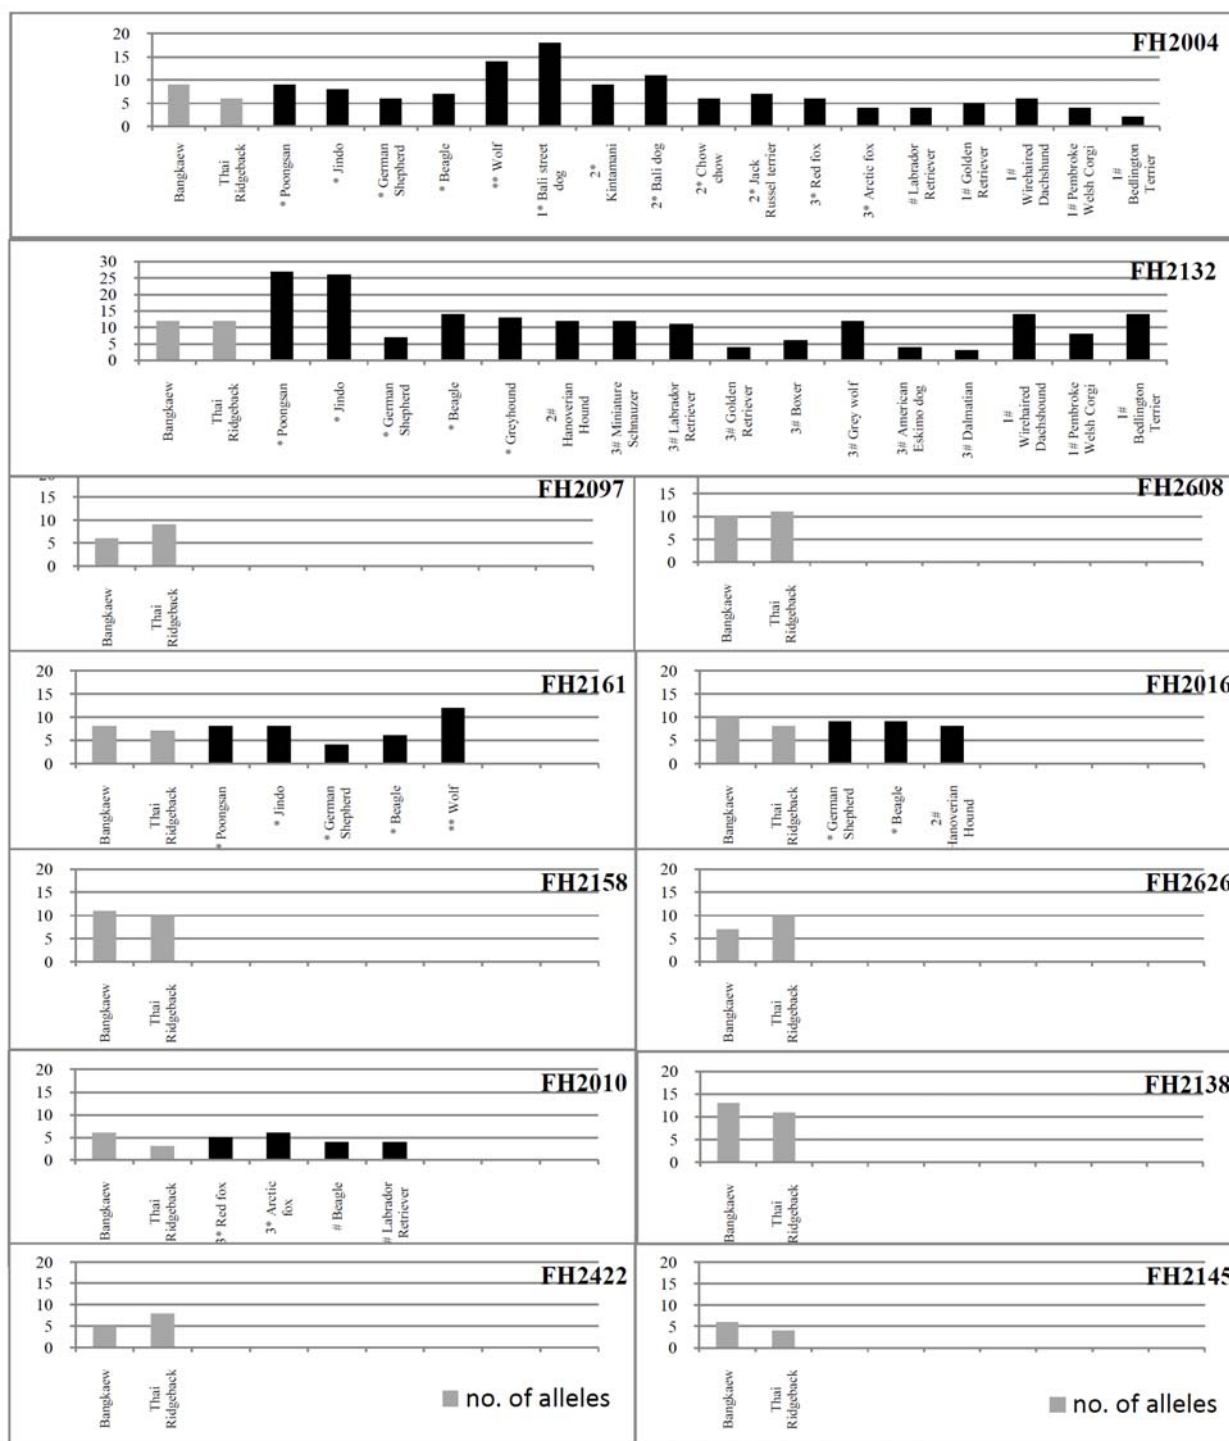 FH2004
20
15
10
5
0
Bangkaew
Thai
Ridgeback
* Poongsan
* Jindo
* German
Shepherd
* Beagle
** Wolf
1* Bali street
dog
2*
Kintamani
2* Bali dog
2* Chow
chow
2* Jack
Russel terrier
3* Red fox
3* Arctic fox
# Labrador
Retriever
1# Golden
Retriever
1#
Wirehaired
Dachshund
1# Pembroke
Welsh Corgi
1#
Bedlington
Terrier
FH2132
30
25
20
15
10
5
0
Bangkaew
Thai
Ridgeback
* Poongsan
* Jindo
* German
Shepherd
* Beagle
* Greyhound
2#
Hanoverian
Hound
3# Miniature
Schnauzer
3# Labrador
Retriever
3# Golden
Retriever
3# Boxer
3# Grey wolf
3# American
Eskimo dog
3# Dalmatian
1#
Wirehaired
Dachshound
1# Pembroke
Welsh Corgi
1#
Bedlington
Terrier
FH2097
15
10
5
0
Bangkaew
Thai
Ridgeback
FH2608
15
10
5
0
Bangkaew
Thai
Ridgeback
FH2161
20
15
10
5
0
Bangkaew
Thai
Ridgeback
* Poongsan
* Jindo
* German
Shepherd
* Beagle
** Wolf
FH2016
20
15
10
5
0
Bangkaew
Thai
Ridgeback
* German
Shepherd
* Beagle
2#
Hanoverian
Hound
FH2158
20
15
10
5
0
Bangkaew
Thai
Ridgeback
FH2626
20
15
10
5
0
Bangkaew
Thai
Ridgeback
FH2010
20
15
10
5
0
Bangkaew
Thai
Ridgeback
3* Red fox
3* Arctic
fox
# Beagle
# Labrador
Retriever
FH2138
20
15
10
5
0
Bangkaew
Thai
Ridgeback
FH2422
20
15
10
5
0
Bangkaew
Thai
Ridgeback
no. of alleles
FH2145
20
15
10
5
0
Bangkaew
Thai
Ridgeback
no. of alleles